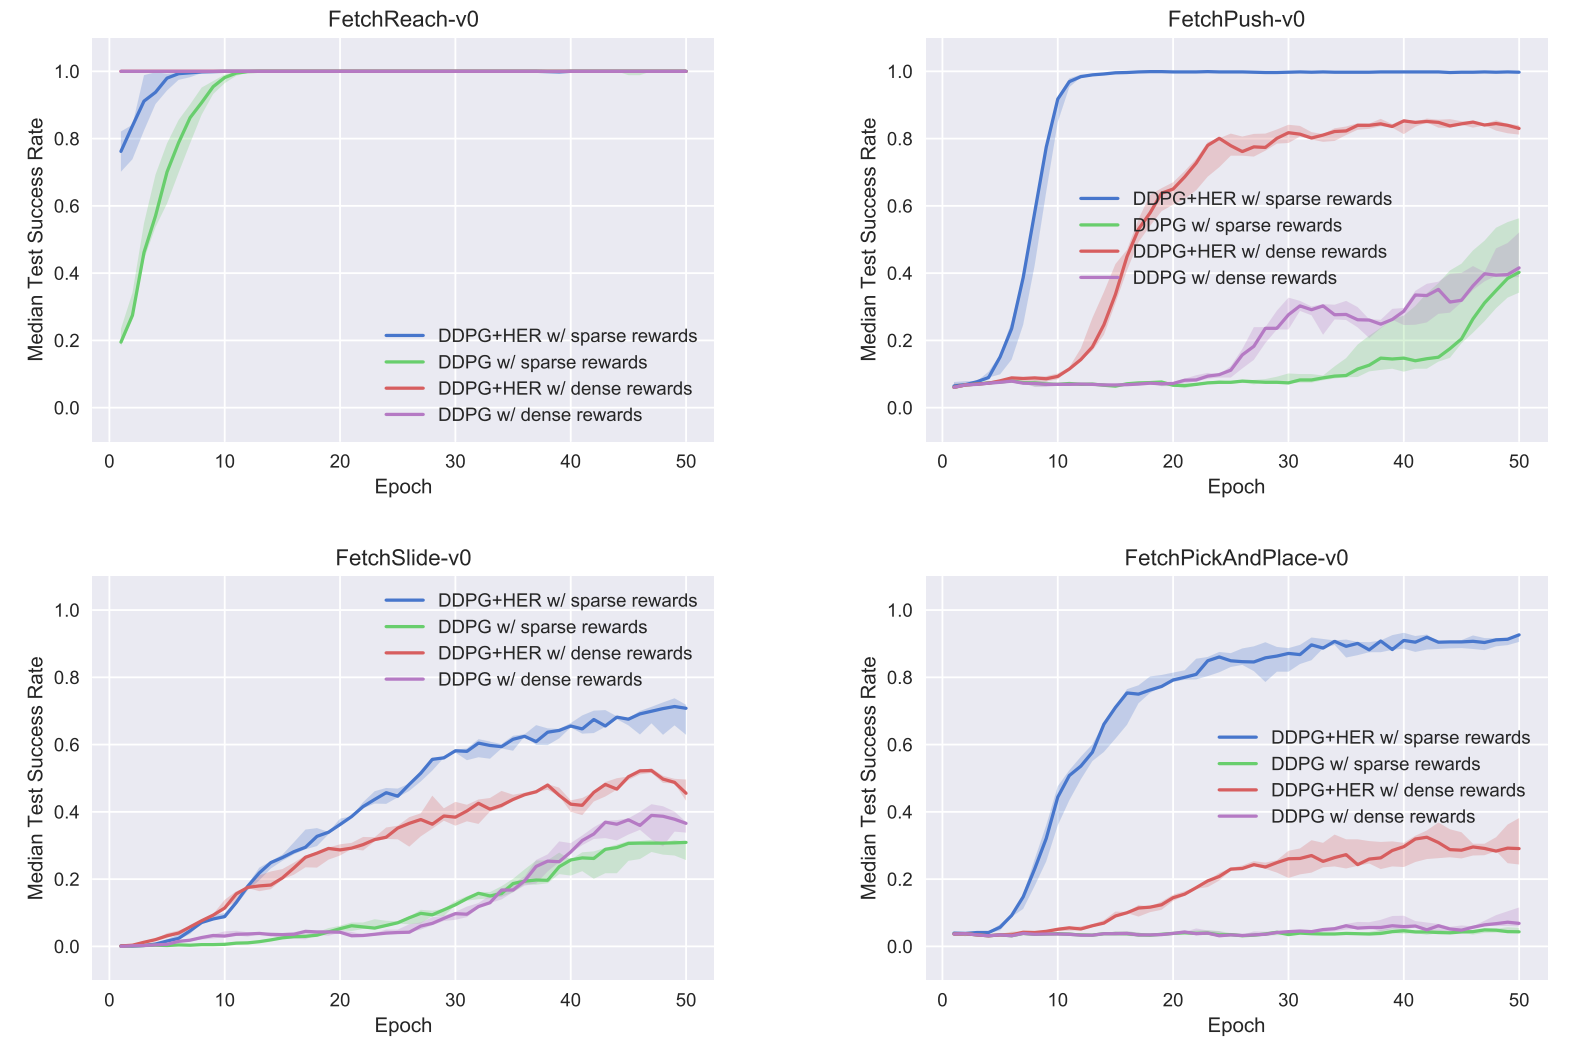 FetchReach-v0
Median Test Success Rate
1.0
0.8
0.6
0.4
0.2
0.0
DDPG+HER w/ sparse rewards
DDPG w/ sparse rewards
DDPG+HER w/ dense rewards
DDPG w/ dense rewards
0 10 20 30 40 50
Epoch
FetchPush-v0
Median Test Success Rate
1.0
0.8
0.6
0.4
0.2
0.0
DDPG+HER w/ sparse rewards
DDPG w/ sparse rewards
DDPG+HER w/ dense rewards
DDPG w/ dense rewards
0 10 20 30 40 50
Epoch
FetchSlide-v0
Median Test Success Rate
1.0
0.8
0.6
0.4
0.2
0.0
DDPG+HER w/ sparse rewards
DDPG w/ sparse rewards
DDPG+HER w/ dense rewards
DDPG w/ dense rewards
0 10 20 30 40 50
Epoch
FetchPickAndPlace-v0
Median Test Success Rate
1.0
0.8
0.6
0.4
0.2
0.0
DDPG+HER w/ sparse rewards
DDPG w/ sparse rewards
DDPG+HER w/ dense rewards
DDPG w/ dense rewards
0 10 20 30 40 50
Epoch